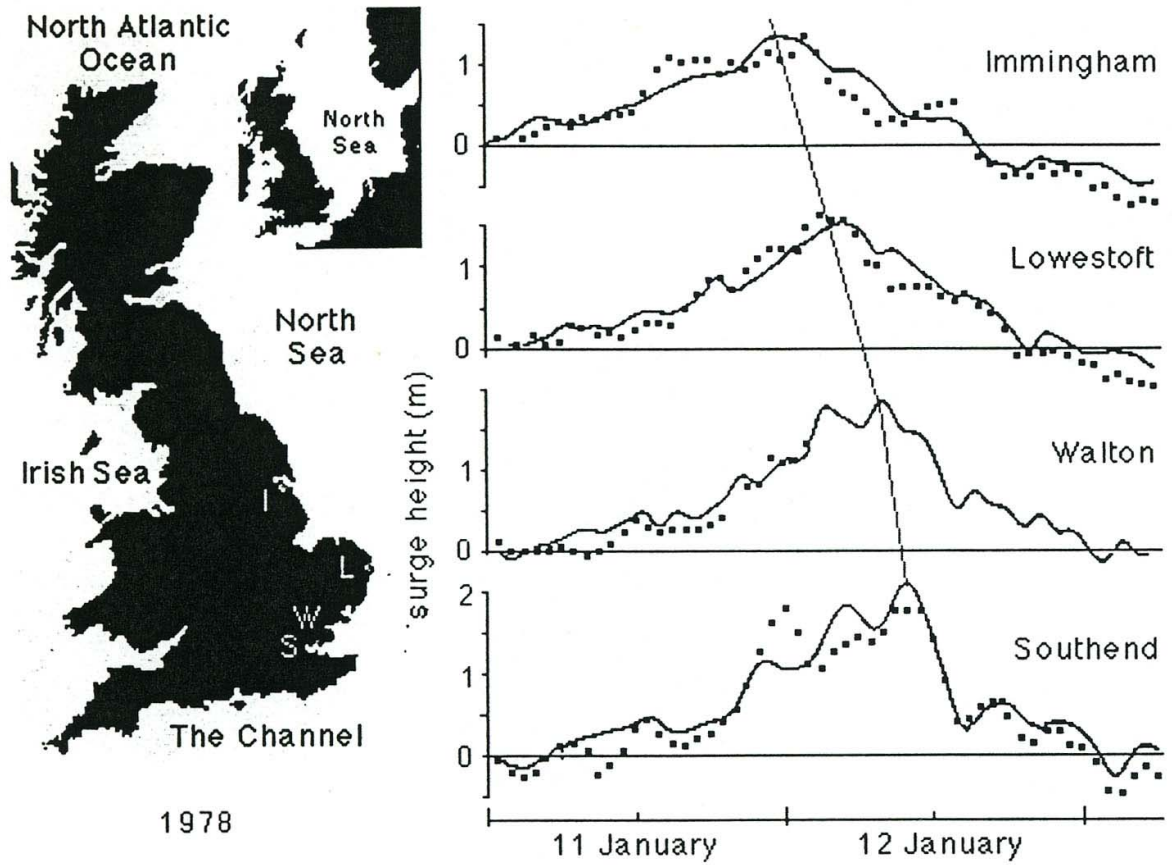 North Atlantic
Ocean
North
Sea
North
Sea
Irish Sea
I
L
W
S
The Channel
1978
surge height (m)
1
0
Immingham
1
0
Lowestoft
1
0
Walton
2
1
0
Southend
11 January
12 January